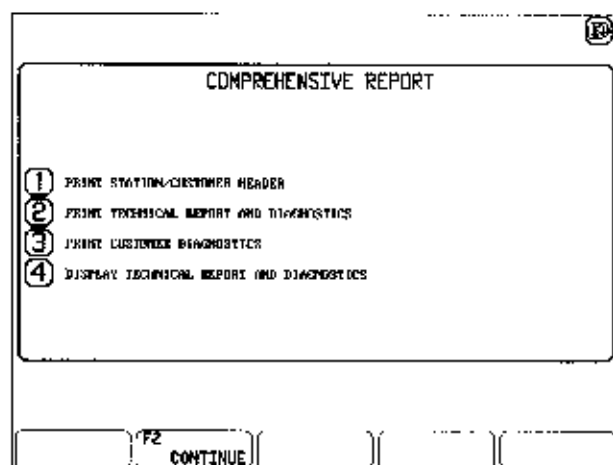 COMPREHENSIVE REPORT
1 PRINT STATION/CUSTOMER HEADER
2 PRINT TECHNICAL REPORT AND DIAGNOSTICS
3 PRINT CUSTOMER DIAGNOSTICS
4 DISPLAY TECHNICAL REPORT AND DIAGNOSTICS
F2
CONTINUE